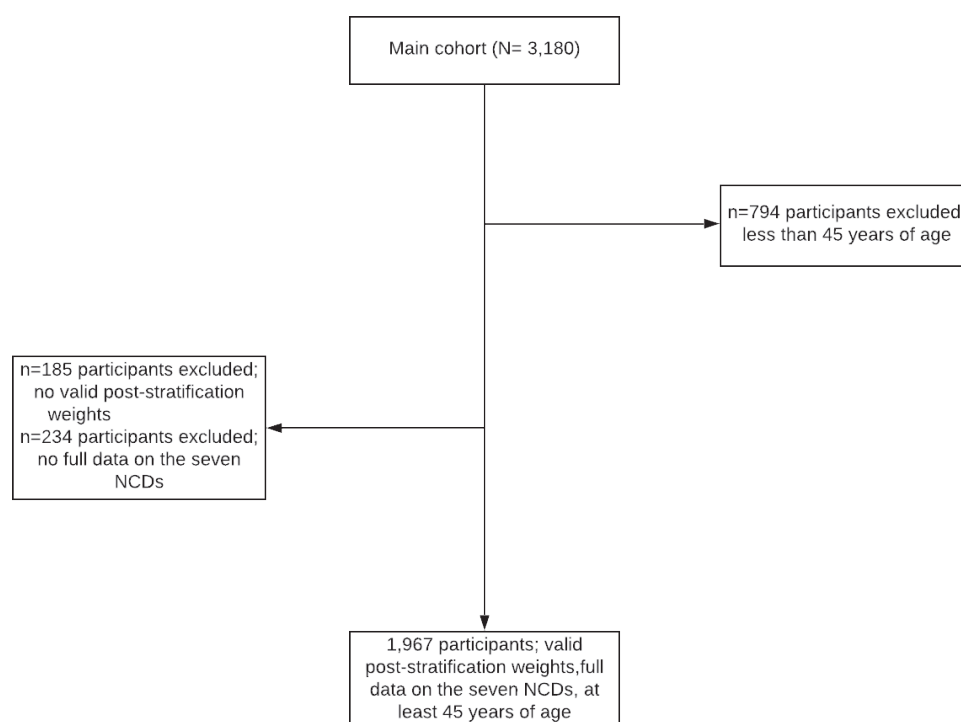 Main cohort (N= 3,180)
n=794 participants excluded,
less than 45 years of age
n=185 participants excluded;
no valid post-stratification
weights
n=234 participants excluded;
no full data on the seven
NCDs
1,967 participants; valid
post-stratification weights,full
data on the seven NCDs, at
least 45 years of age